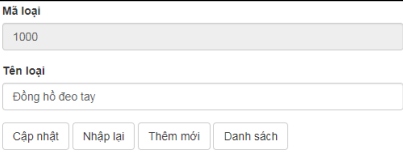 Mã loại
1000
Tên loại
Đồng hồ đeo tay
Cập nhật Nhập lại Thêm mới Danh sách